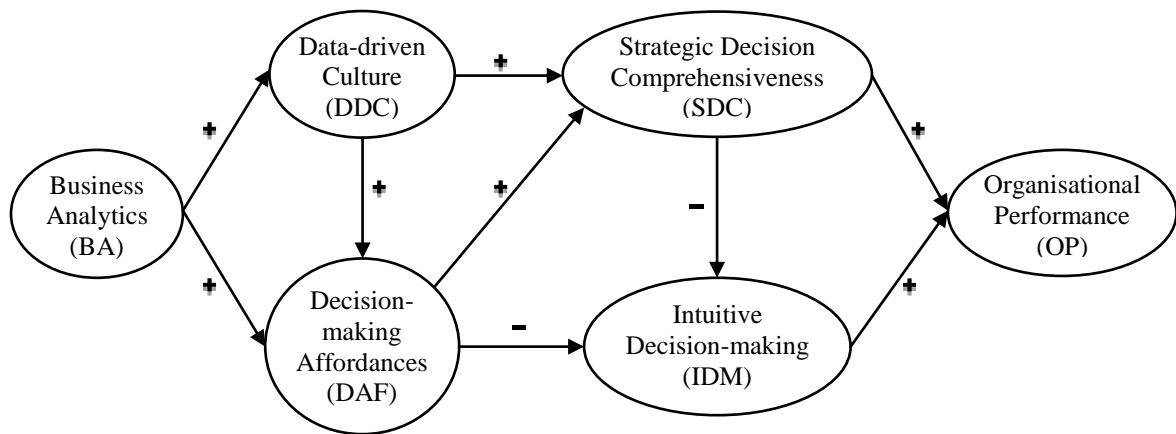 Data-driven
Culture
(DDC)
+
Strategic Decision
Comprehensiveness
(SDC)
+
+
Business
Analytics
(BA)
+
+
-
Organisational
Performance
(OP)
+
Decision-
making
Affordances
(DAF)
-
Intuitive
Decision-making
(IDM)
+